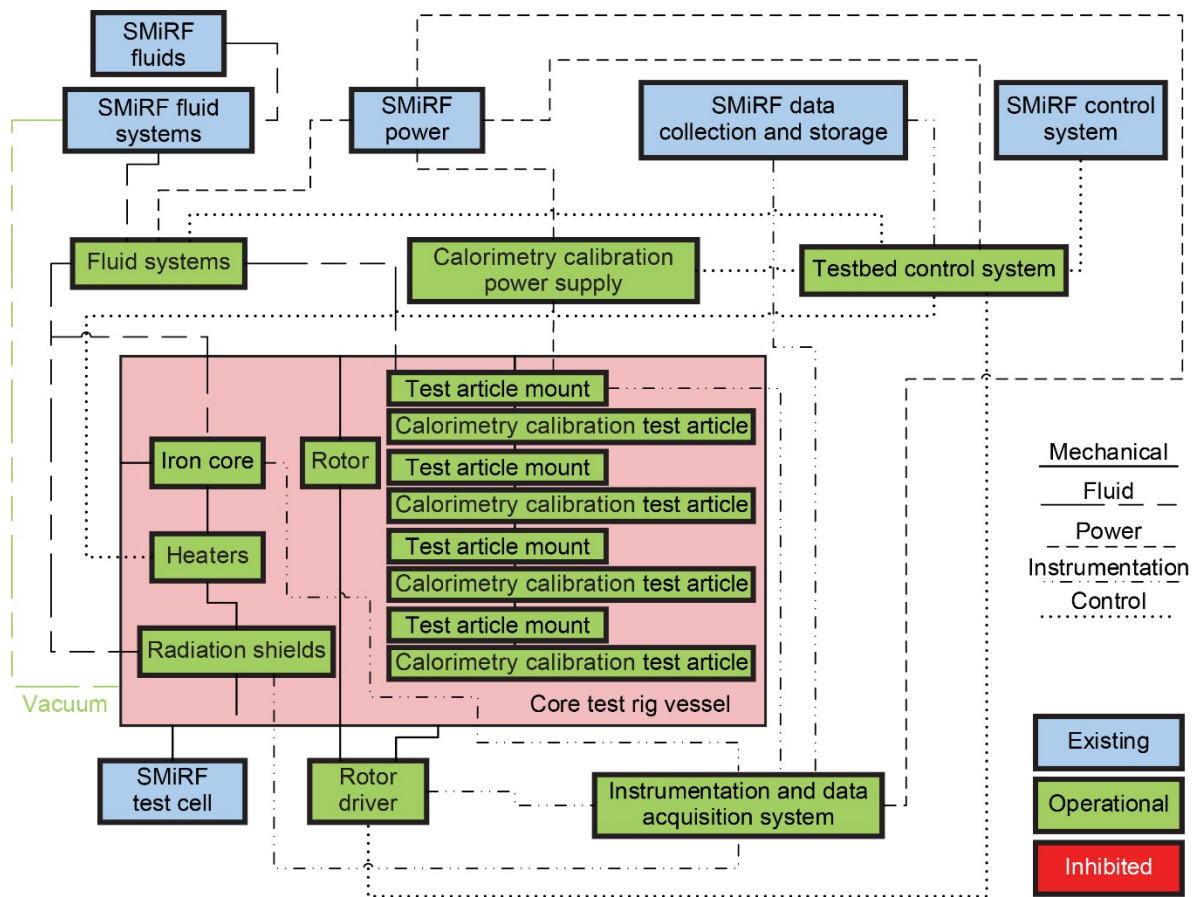 SMiRF
fluids
SMiRF fluid
systems
SMiRF
power
SMiRF data
collection and storage
SMiRF control
system
Fluid systems
Calorimetry calibration
power supply
Testbed control system
Test article mount
Calorimetry calibration test article
Iron core
Rotor
Test article mount
Calorimetry calibration test article
Heaters
Test article mount
Calorimetry calibration test article
Radiation shields
Test article mount
Calorimetry calibration test article
Vacuum
Core test rig vessel
SMiRF
test cell
Rotor
driver
Instrumentation and data
acquisition system
Mechanical
Fluid
Power
Instrumentation
Control
Existing
Operational
Inhibited